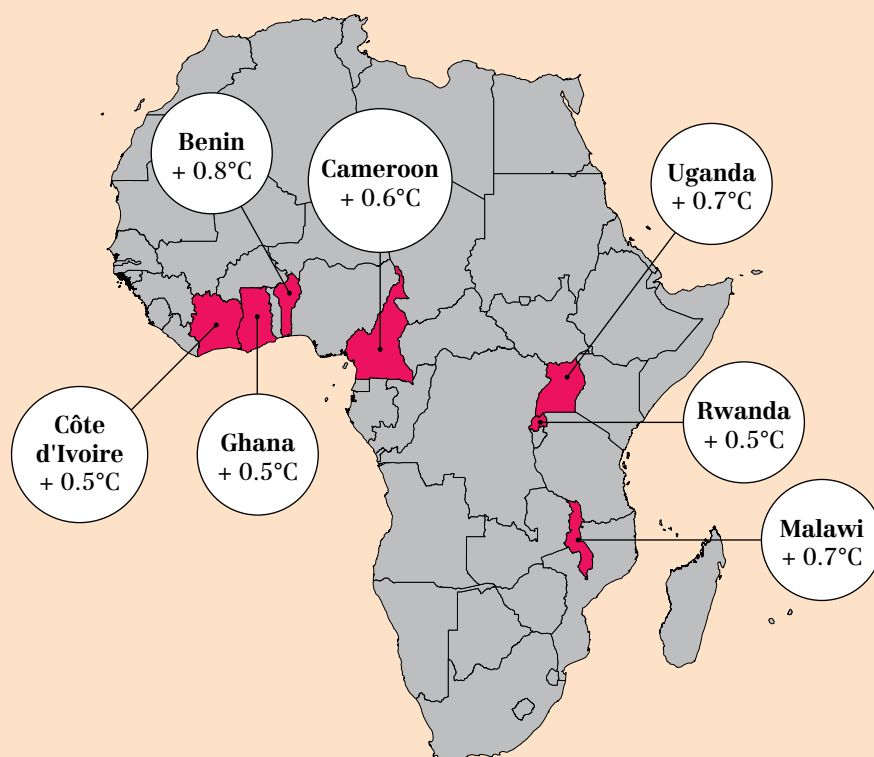 Benin
+ 0.8°C
Cameroon
+ 0.6°C
Uganda
+ 0.7°C
Côte
d'Ivoire
+ 0.5°C
Ghana
+ 0.5°C
Rwanda
+ 0.5°C
Malawi
+ 0.7°C